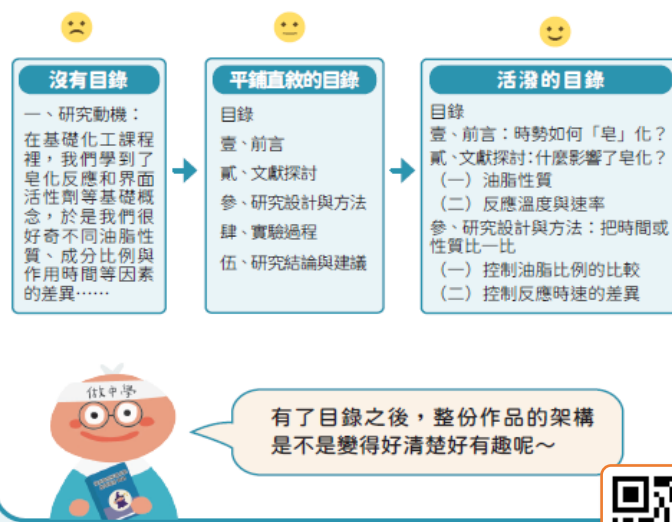 沒有目錄
一、研究動機：
在基礎化工課程
裡，我們學到了
皂化反應和界面
活性劑等基礎概
念，於是我們很
好奇不同油脂性
質、成分比例與
作用時間等因素
的差異……
平鋪直敘的目錄
目錄
壹、前言
貳、文獻探討
參、研究設計與方法
肆、實驗過程
伍、研究結論與建議
活潑的目錄
目錄
壹、前言：時勢如何「皂」化？
貳、文獻探討：什麼影響了皂化？
（一）油脂性質
（二）反應溫度與速率
參、研究設計與方法：把時間或
性質比一比
（一）控制油脂比例的比較
（二）控制反應時速的差異
做中學
有了目錄之後，整份作品的架構
是不是變得好清楚好有趣呢～